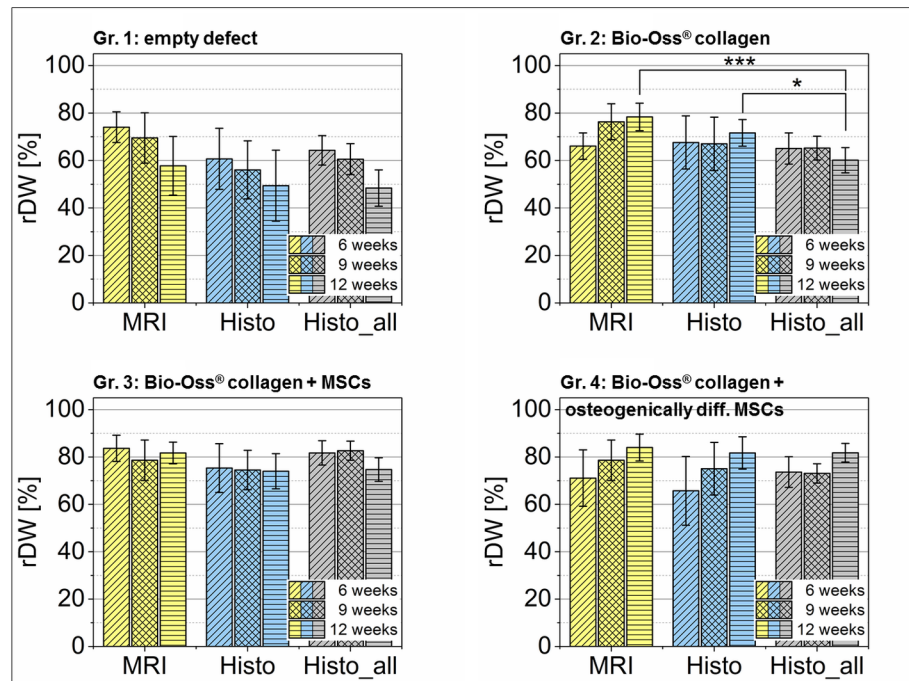 Gr. 1: empty defect
100
80
60
40
20
0
rDW [%]
6 weeks
9 weeks
12 weeks
MRI Histo Histo_all
Gr. 2: Bio-Oss® collagen
100
80
60
40
20
0
rDW [%]
***
*
6 weeks
9 weeks
12 weeks
MRI Histo Histo_all
Gr. 3: Bio-Oss® collagen + MSCs
100
80
60
40
20
0
rDW [%]
6 weeks
9 weeks
12 weeks
MRI Histo Histo_all
Gr. 4: Bio-Oss® collagen +
osteogenically diff. MSCs
100
80
60
40
20
0
rDW [%]
6 weeks
9 weeks
12 weeks
MRI Histo Histo_all